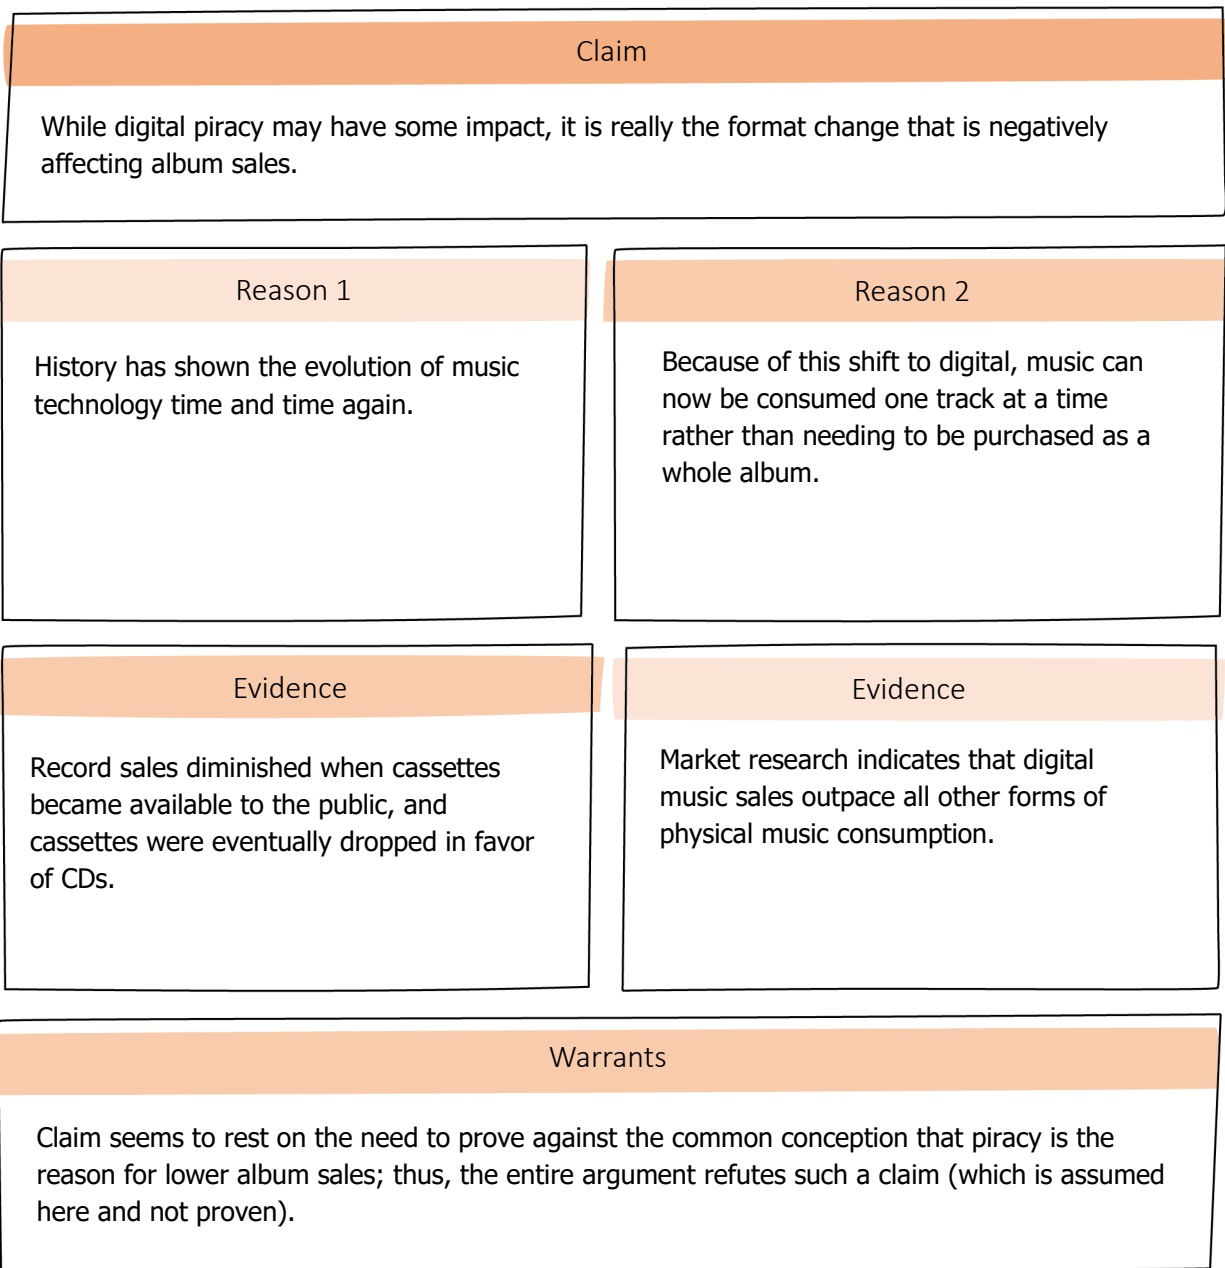 Claim
While digital piracy may have some impact, it is really the format change that is negatively
affecting album sales.
Reason 1
History has shown the evolution of music
technology time and time again.
Reason 2
Because of this shift to digital, music can
now be consumed one track at a time
rather than needing to be purchased as a
whole album.
Evidence
Record sales diminished when cassettes
became available to the public, and
cassettes were eventually dropped in favor
of CDs.
Evidence
Market research indicates that digital
music sales outpace all other forms of
physical music consumption.
Warrants
Claim seems to rest on the need to prove against the common conception that piracy is the
reason for lower album sales; thus, the entire argument refutes such a claim (which is assumed
here and not proven).